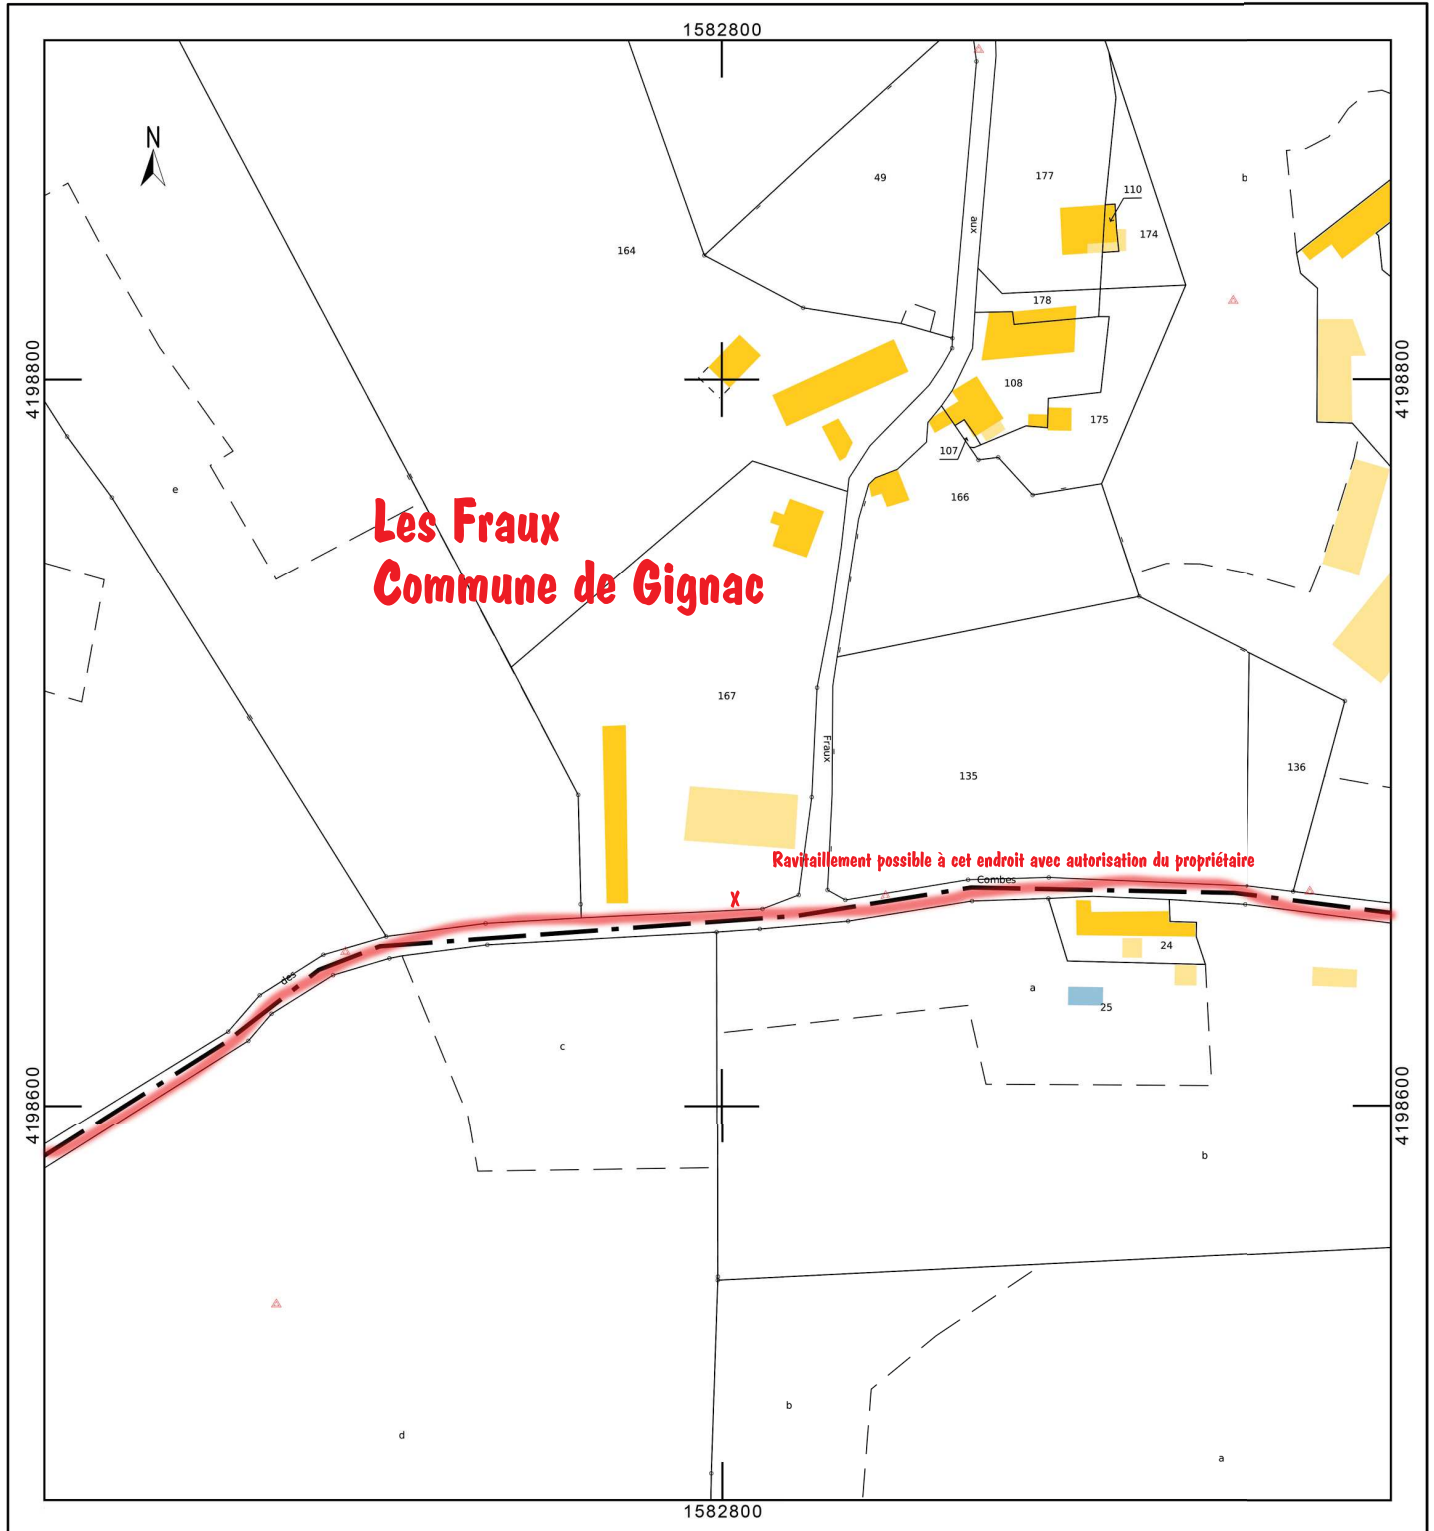 1582800
N
49
177
110
b
aux
174
164
178
4198800
4198800
108
175
107
e
166
Les Fraux
Commune de Gignac
167
Fraux
136
135
Ravitaillement possible à cet endroit avec autorisation du propriétaire
Combes
x
24
des
a
25
c
4198600
4198600
b
b
d
a
1582800